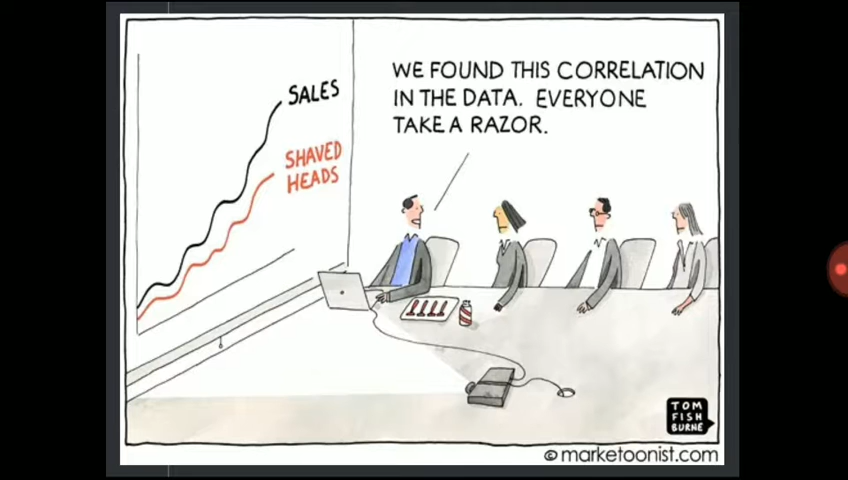 WE FOUND THIS CORRELATION
IN THE DATA. EVERYONE
TAKE A RAZOR.
SALES
SHAVED
HEADS
TOM
FISH
BURNE
© marketoonist.com